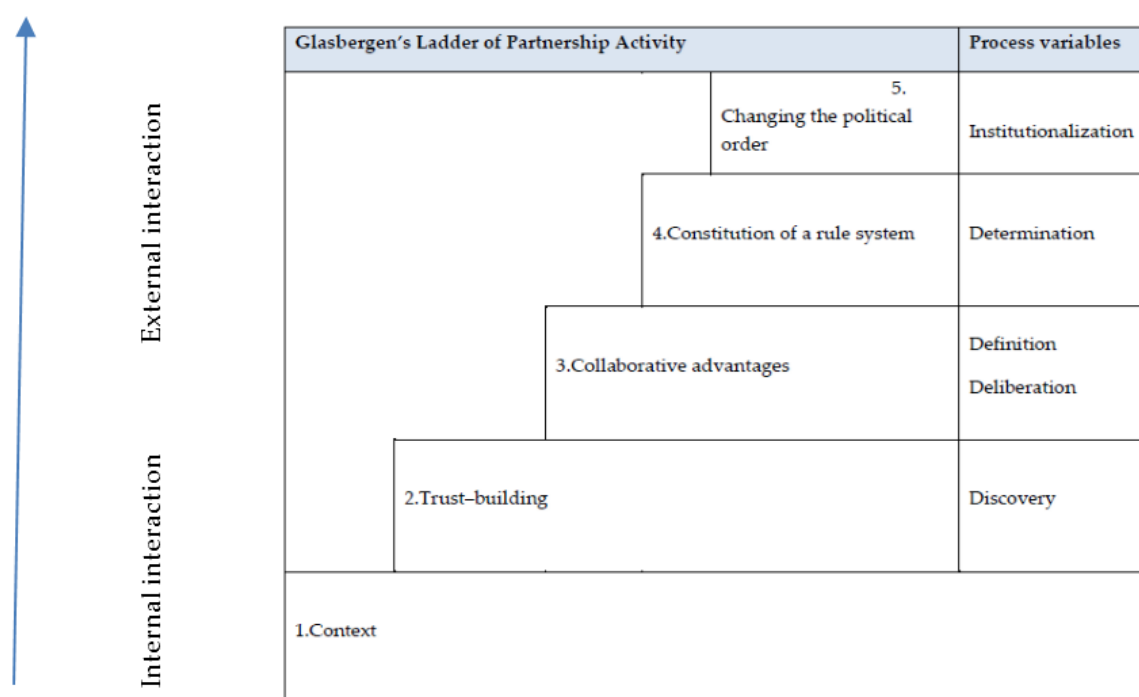 Glasbergen's Ladder of Partnership Activity
Process variables
External interaction
5.
Changing the political
order
Institutionalization
4.Constitution of a rule system
Determination
3.Collaborative advantages
Definition
Deliberation
Internal interaction
2.Trust–building
Discovery
1.Context